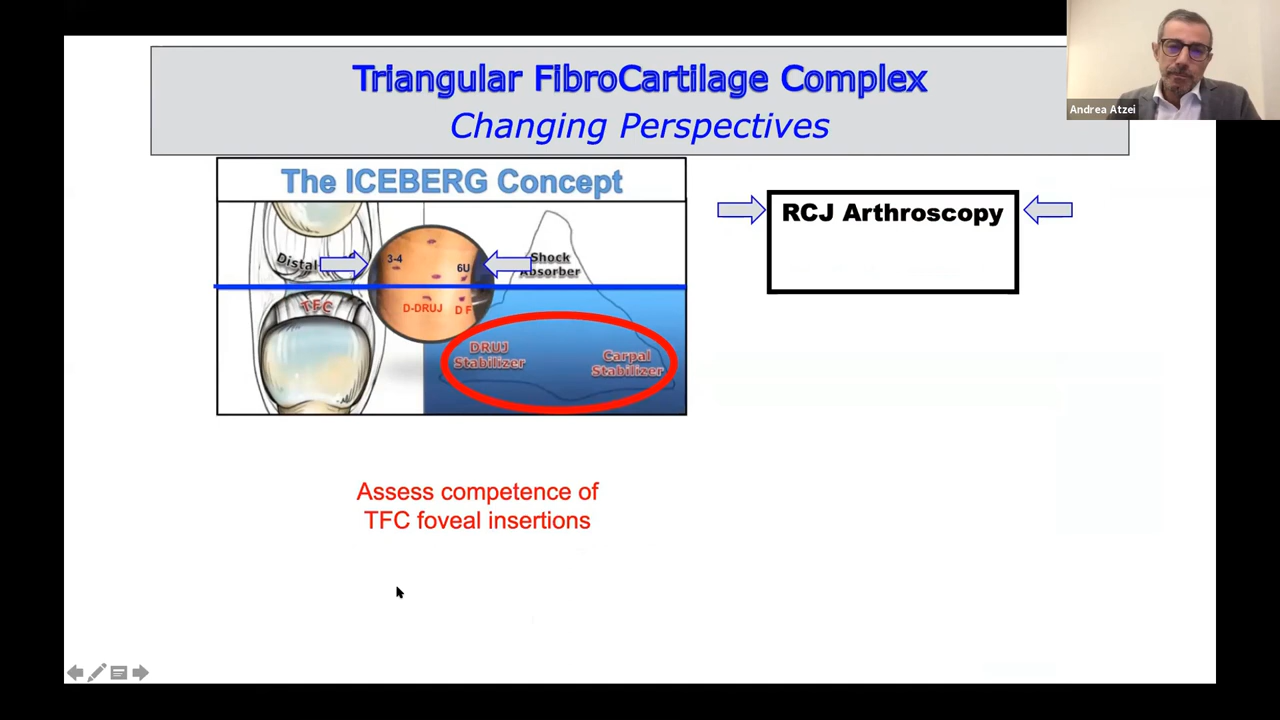 Triangular FibroCartilage Complex
Changing Perspectives
Andrea Atzei
The ICEBERG Concept
RCJ Arthroscopy
Distal
3-4
6U
Shock
Absorber
TFC
D-DRUJ
D F
DRUJ
Stabilizer
Carpal
Stabilizer
Assess competence of
TFC foveal insertions